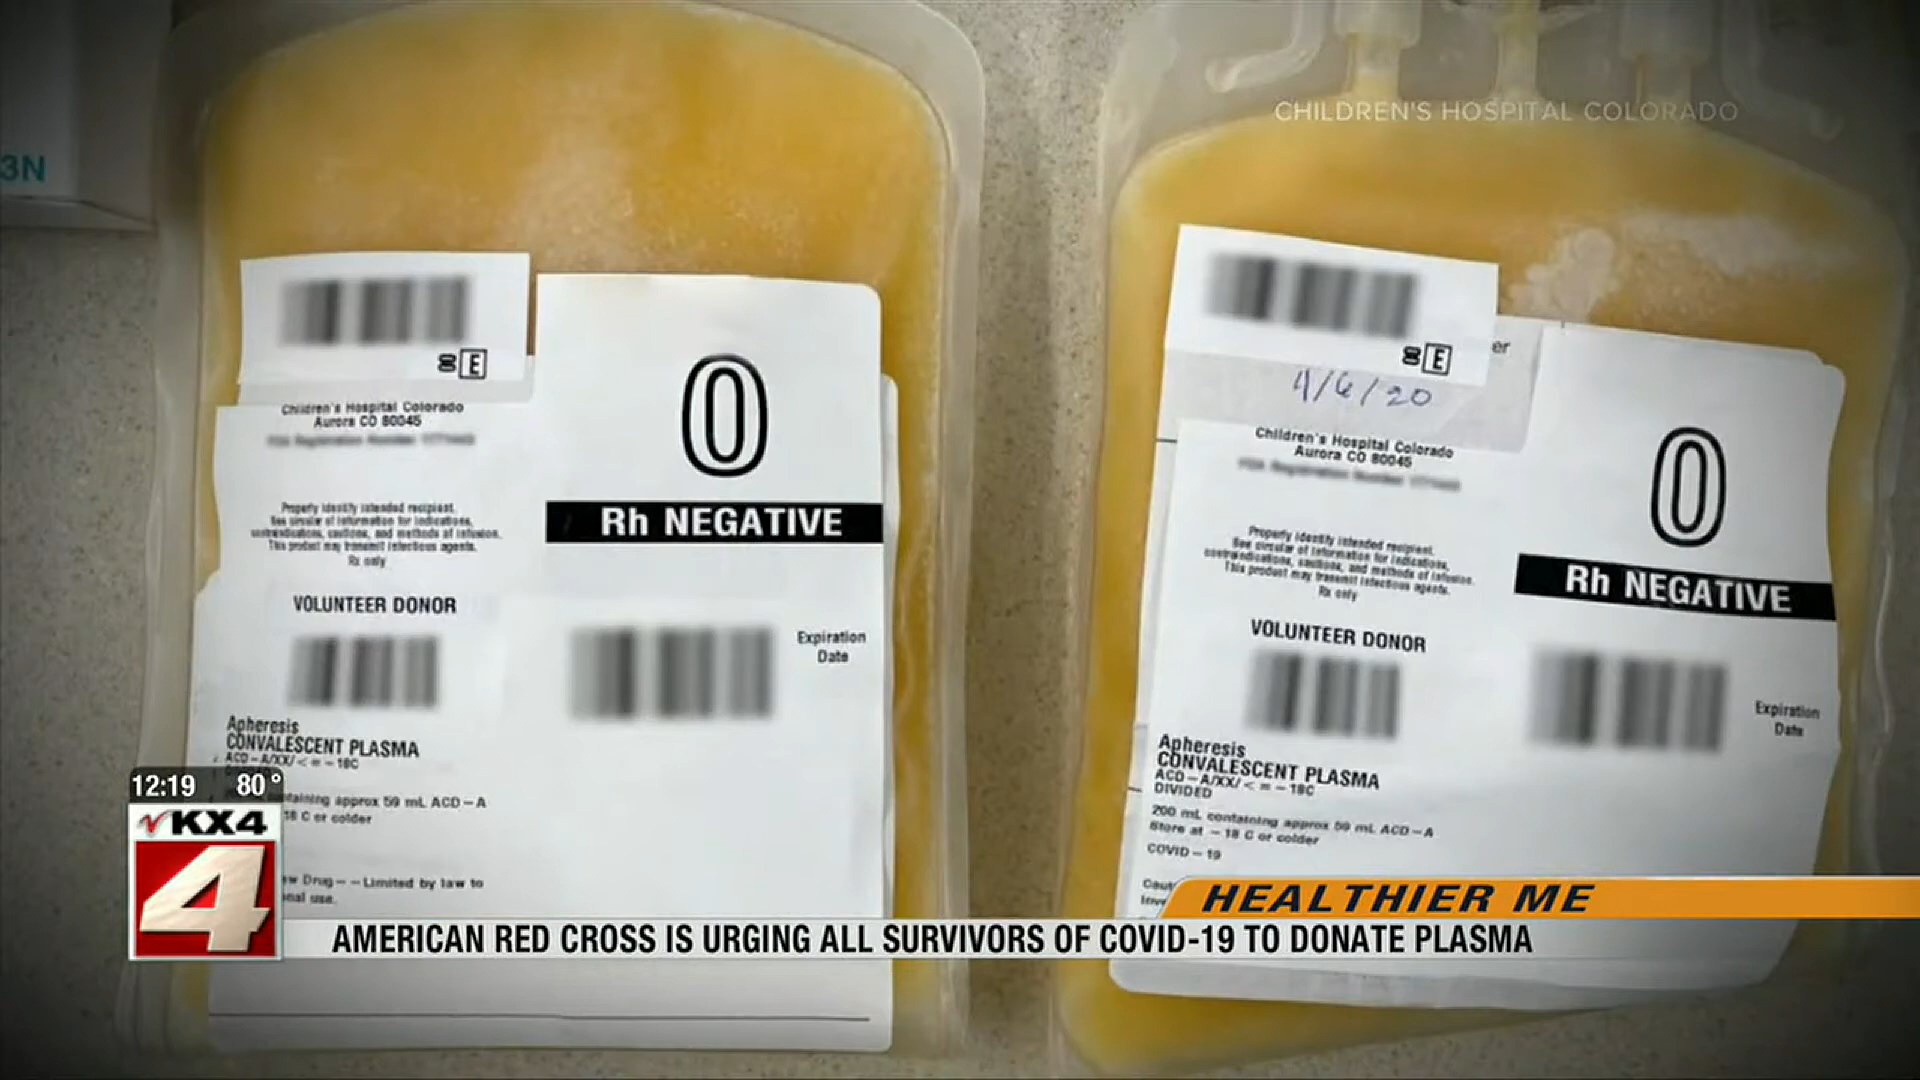 CHILDREN'S HOSPITAL COLORADO
3N
E
Children's Hospital Colorado
Aurora CO 80045
Properly identify intended recipient.
See circular of information for indications,
contraindications, cautions, and methods of infusion.
This product may transmit infectious agents.
Rx only
VOLUNTEER DONOR
Apheresis
CONVALESCENT PLASMA
ACD-A/XX/<=-18C
containing approx 59 mL ACD-A
18 C or colder
Drug--Limited by law to
use.
O
Rh NEGATIVE
Expiration
Date
E
er
4/6/20
Children's Hospital Colorado
Aurora CO 80045
Properly identify intended recipient.
See circular of information for indications,
contraindications, cautions, and methods of infusion.
This product may transmit infectious agents.
Rx only
VOLUNTEER DONOR
Apheresis
CONVALESCENT PLASMA
ACD-A/XX/<=-18C
DIVIDED
200 mL containing approx 59 mL ACD-A
Store at -18 C or colder
COVID-19
O
Rh NEGATIVE
Expiration
Date
12:19 80°
KX4
4
HEALTHIER ME
AMERICAN RED CROSS IS URGING ALL SURVIVORS OF COVID-19 TO DONATE PLASMA